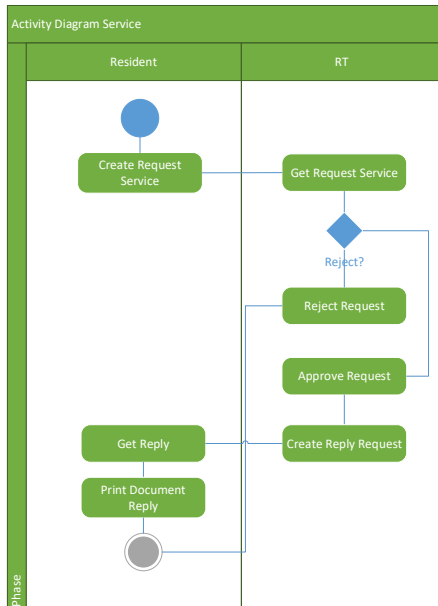 Activity Diagram Service
Resident
RT
Create Request
Service
Get Request Service
Reject?
Reject Request
Approve Request
Get Reply
Create Reply Request
Print Document
Reply
Phase